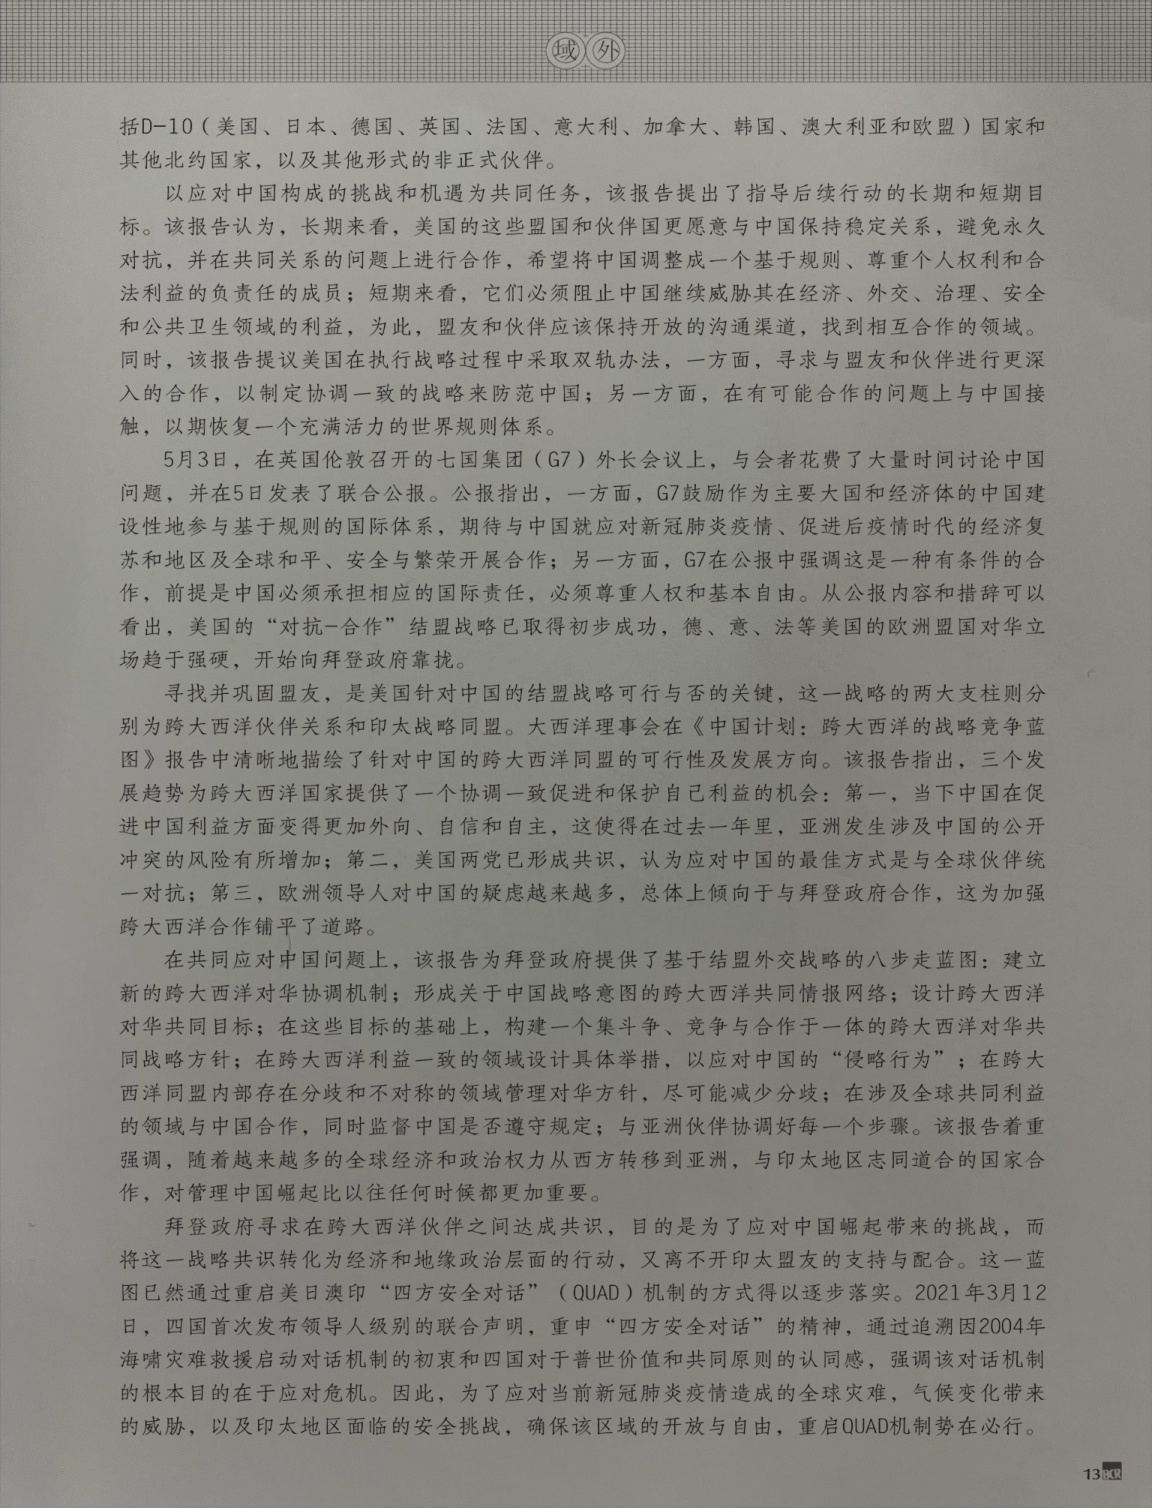 域外
括D-10（美国、日本、德国、英国、法国、意大利、加拿大、韩国、澳大利亚和欧盟）国家和
其他北约国家，以及其他形式的非正式伙伴。
以应对中国构成的挑战和机遇为共同任务，该报告提出了指导后续行动的长期和短期目
标。该报告认为，长期来看，美国的这些盟国和伙伴国更愿意与中国保持稳定关系，避免永久
对抗，并在共同关系的问题上进行合作，希望将中国调整成一个基于规则、尊重个人权利和合
法利益的负责任的成员；短期来看，它们必须阻止中国继续威胁其在经济、外交、治理、安全
和公共卫生领域的利益，为此，盟友和伙伴应该保持开放的沟通渠道，找到相互合作的领域。
同时，该报告提议美国在执行战略过程中采取双轨办法，一方面，寻求与盟友和伙伴进行更深
入的合作，以制定协调一致的战略来防范中国；另一方面，在有可能合作的问题上与中国接
触，以期恢复一个充满活力的世界规则体系。
5月3日，在英国伦敦召开的七国集团（G7）外长会议上，与会者花费了大量时间讨论中国
问题，并在5日发表了联合公报。公报指出，一方面，G7鼓励作为主要大国和经济体的中国建
设性地参与基于规则的国际体系，期待与中国就应对新冠肺炎疫情、促进后疫情时代的经济复
苏和地区及全球和平、安全与繁荣开展合作；另一方面，G7在公报中强调这是一种有条件的合
作，前提是中国必须承担相应的国际责任，必须尊重人权和基本自由。从公报内容和措辞可以
看出，美国的“对抗-合作”结盟战略已取得初步成功，德、意、法等美国的欧洲盟国对华立
场趋于强硬，开始向拜登政府靠拢。
寻找并巩固盟友，是美国针对中国的结盟战略可行与否的关键，这一战略的两大支柱则分
别为跨大西洋伙伴关系和印太战略同盟。大西洋理事会在《中国计划：跨大西洋的战略竞争蓝
图》报告中清晰地描绘了针对中国的跨大西洋同盟的可行性及发展方向。该报告指出，三个发
展趋势为跨大西洋国家提供了一个协调一致促进和保护自己利益的机会：第一，当下中国在促
进中国利益方面变得更加外向、自信和自主，这使得在过去一年里，亚洲发生涉及中国的公开
冲突的风险有所增加；第二，美国两党已形成共识，认为应对中国的最佳方式是与全球伙伴统
一对抗；第三，欧洲领导人对中国的疑虑越来越多，总体上倾向于与拜登政府合作，这为加强
跨大西洋合作铺平了道路。
在共同应对中国问题上，该报告为拜登政府提供了基于结盟外交战略的八步走蓝图：建立
新的跨大西洋对华协调机制；形成关于中国战略意图的跨大西洋共同情报网络；设计跨大西洋
对华共同目标；在这些目标的基础上，构建一个集斗争、竞争与合作于一体的跨大西洋对华共
同战略方针；在跨大西洋利益一致的领域设计具体举措，以应对中国的“侵略行为”；在跨大
西洋同盟内部存在分歧和不对称的领域管理对华方针，尽可能减少分歧；在涉及全球共同利益
的领域与中国合作，同时监督中国是否遵守规定；与亚洲伙伴协调好每一个步骤。该报告着重
强调，随着越来越多的全球经济和政治权力从西方转移到亚洲，与印太地区志同道合的国家合
作，对管理中国崛起比以往任何时候都更加重要。
拜登政府寻求在跨大西洋伙伴之间达成共识，目的是为了应对中国崛起带来的挑战，而
将这一战略共识转化为经济和地缘政治层面的行动，又离不开印太盟友的支持与配合。这一蓝
图已然通过重启美日澳印“四方安全对话”（QUAD）机制的方式得以逐步落实。2021年3月12
日，四国首次发布领导人级别的联合声明，重申“四方安全对话”的精神，通过追溯因2004年
海啸灾难救援启动对话机制的初衷和四国对于普世价值和共同原则的认同感，强调该对话机制
的根本目的在于应对危机。因此，为了应对当前新冠肺炎疫情造成的全球灾难，气候变化带来
的威胁，以及印太地区面临的安全挑战，确保该区域的开放与自由，重启QUAD机制势在必行。
13